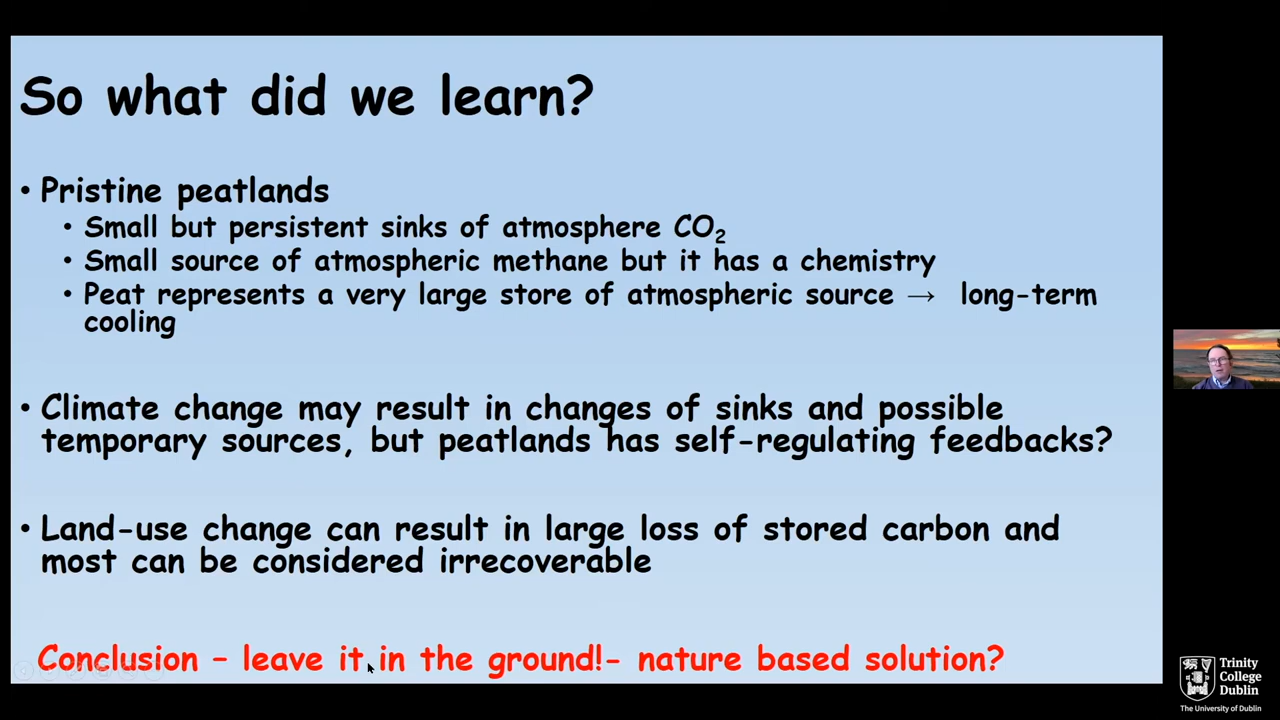 So what did we learn?
• Pristine peatlands
• Small but persistent sinks of atmosphere CO₂
• Small source of atmospheric methane but it has a chemistry
• Peat represents a very large store of atmospheric source → long-term
cooling
• Climate change may result in changes of sinks and possible
temporary sources, but peatlands has self-regulating feedbacks?
• Land-use change can result in large loss of stored carbon and
most can be considered irrecoverable
Conclusion – leave it in the ground!- nature based solution?
Trinity
College
Dublin
The University of Dublin